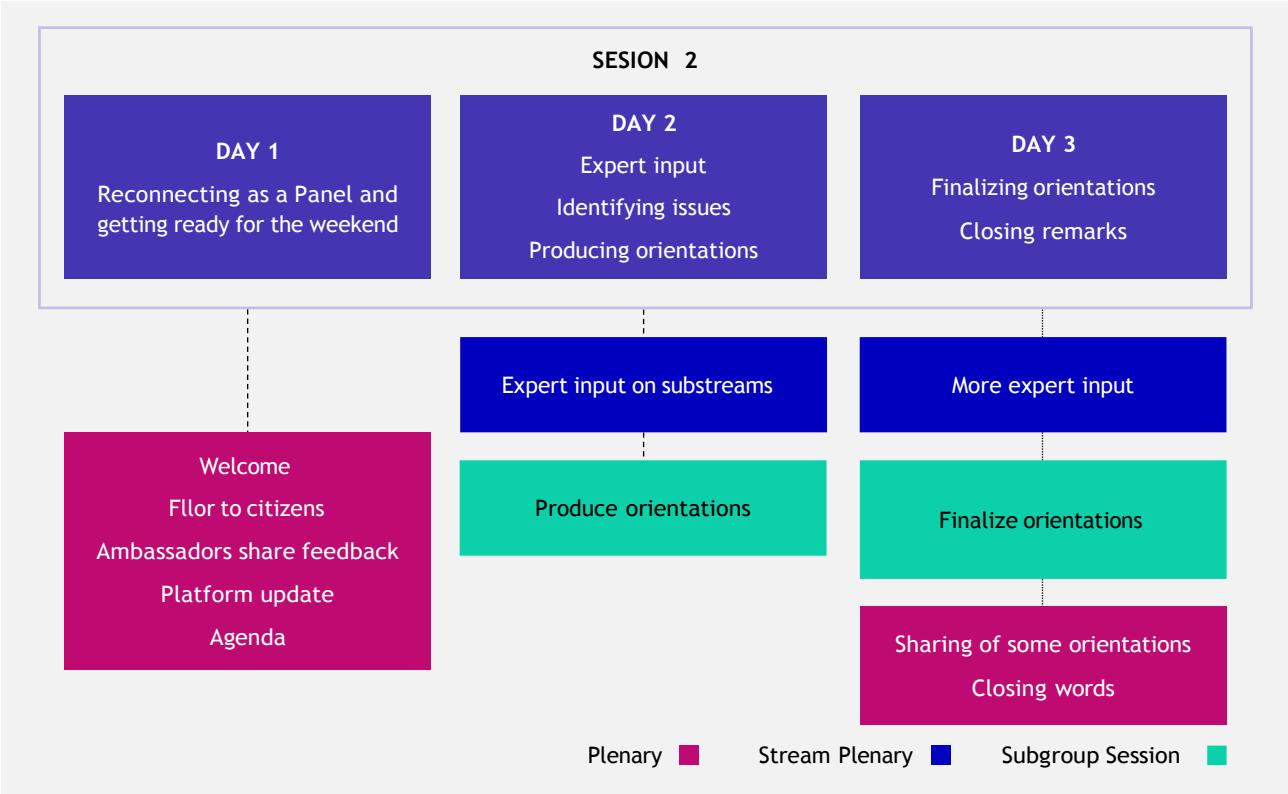 SESION 2
DAY 1
Reconnecting as a Panel and
getting ready for the weekend
DAY 2
Expert input
Identifying issues
Producing orientations
DAY 3
Finalizing orientations
Closing remarks
Welcome
Fllor to citizens
Ambassadors share feedback
Platform update
Agenda
Expert input on substreams
Produce orientations
More expert input
Finalize orientations
Sharing of some orientations
Closing words
Plenary
Stream Plenary
Subgroup Session